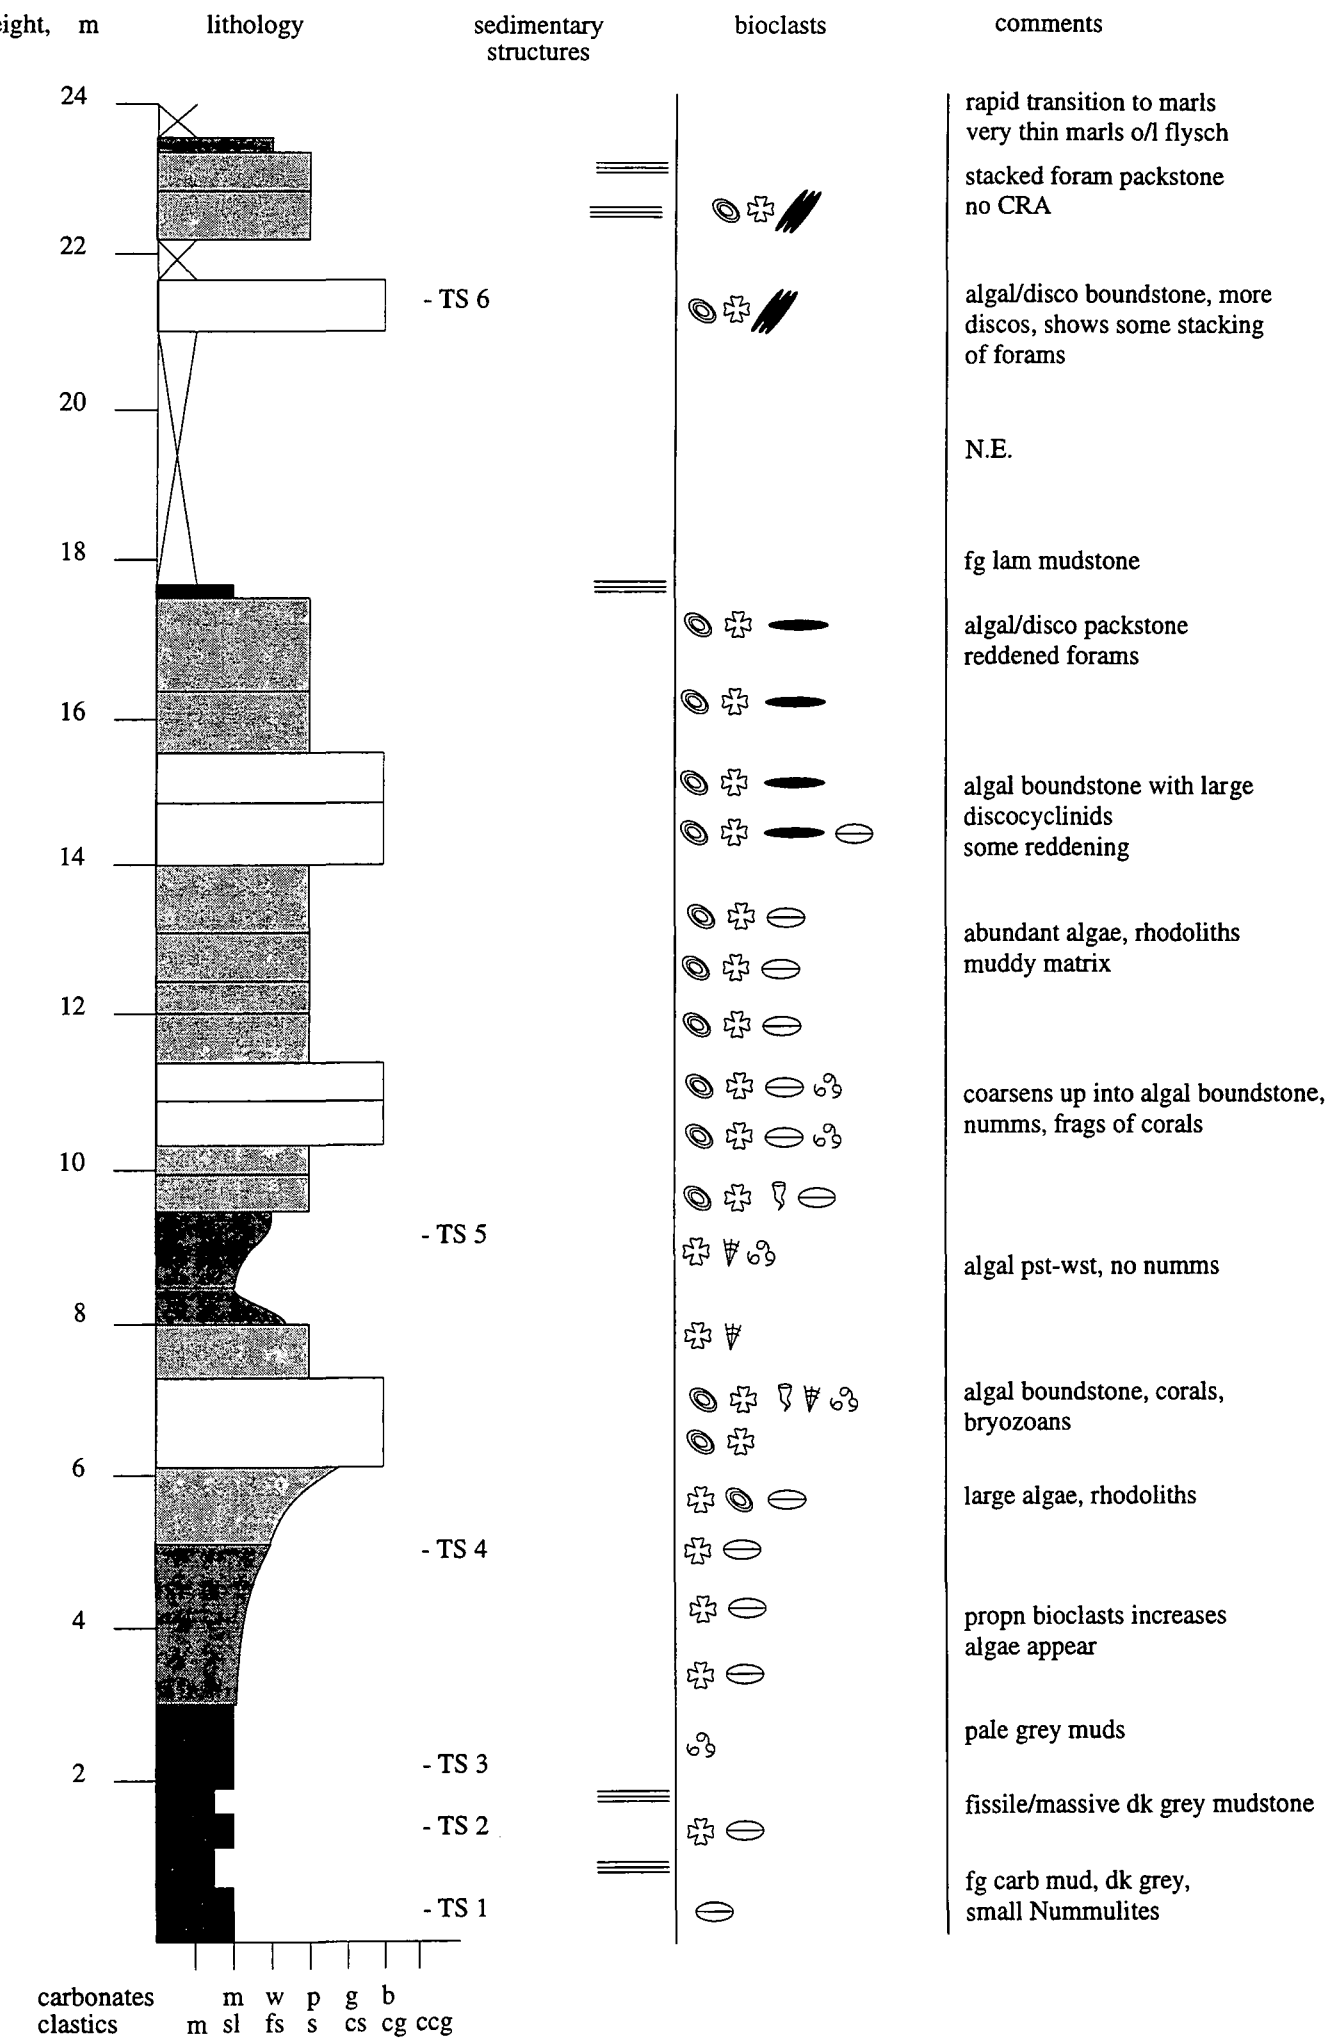 eight, m lithology sedimentary bioclasts comments
structures
24
rapid transition to marls
very thin marls o/l flysch
stacked foram packstone
no CRA
22
- TS 6
algal/disco boundstone, more
discos, shows some stacking
of forams
20
N.E.
18
fg lam mudstone
algal/disco packstone
reddened forams
16
algal boundstone with large
discocyclinids
some reddening
14
abundant algae, rhodoliths
muddy matrix
12
coarsens up into algal boundstone,
numms, frags of corals
10
- TS 5
algal pst-wst, no numms
8
algal boundstone, corals,
bryozoans
6
large algae, rhodoliths
- TS 4
4
propn bioclasts increases
algae appear
pale grey muds
- TS 3
2
fissile/massive dk grey mudstone
- TS 2
fg carb mud, dk grey,
small Nummulites
- TS 1
carbonates m w p g b
clastics m sl fs s cs cg ccg